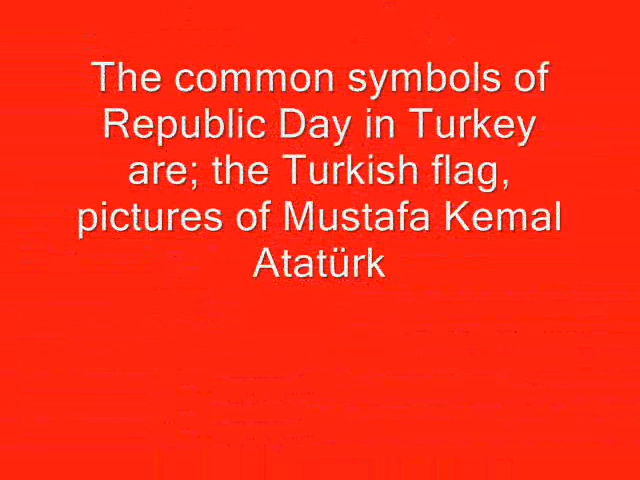 The common symbols of
Republic Day in Turkey
are; the Turkish flag,
pictures of Mustafa Kemal
Atatürk